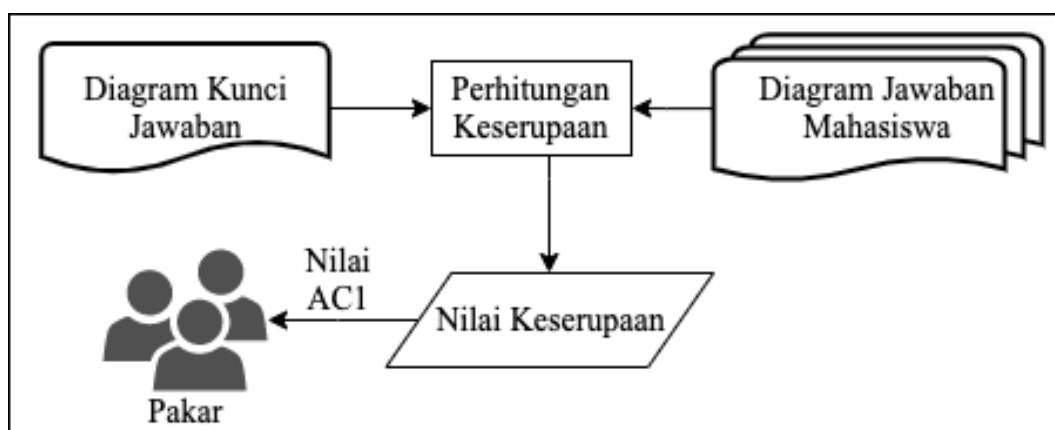 Diagram Kunci
Jawaban
Perhitungan
Keserupaan
Diagram Jawaban
Mahasiswa
Nilai
AC1
Nilai Keserupaan
Pakar